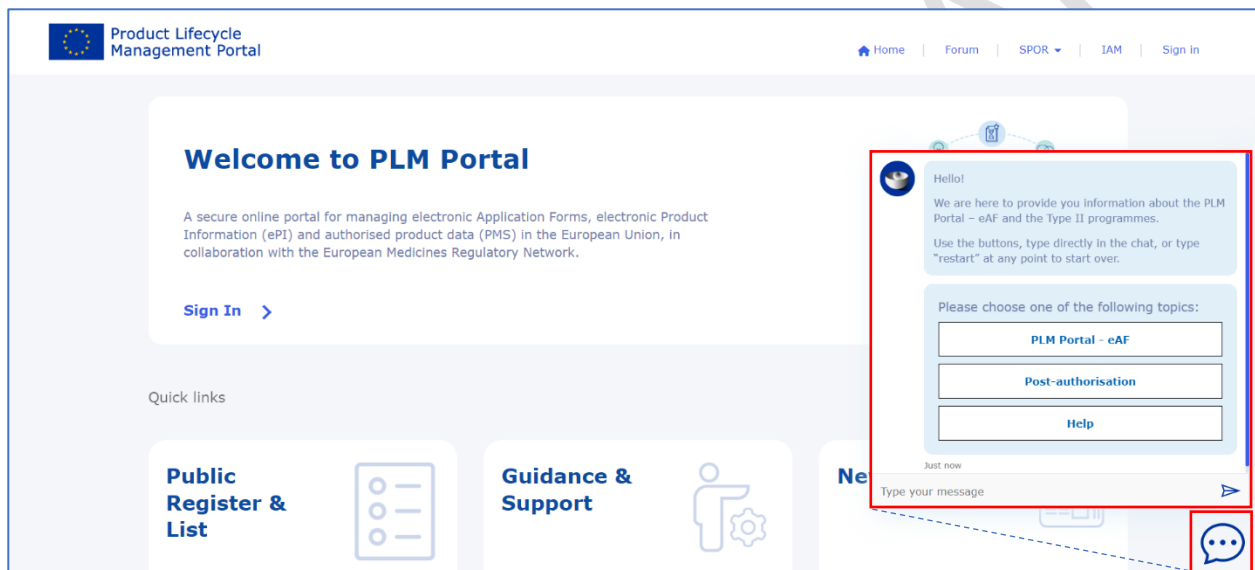 Product Lifecycle
Management Portal
Home
Forum
SPOR
IAM
Sign in
Welcome to PLM Portal
A secure online portal for managing electronic Application Forms, electronic Product
Information (ePI) and authorised product data (PMS) in the European Union, in
collaboration with the European Medicines Regulatory Network.
Sign In
Quick links
Public
Register &
List
Guidance &
Support
Ne
Hello!
We are here to provide you information about the PLM
Portal – eAF and the Type II programmes.
Use the buttons, type directly in the chat, or type
"restart" at any point to start over.
Please choose one of the following topics:
PLM Portal - eAF
Post-authorisation
Help
Just now
Type your message